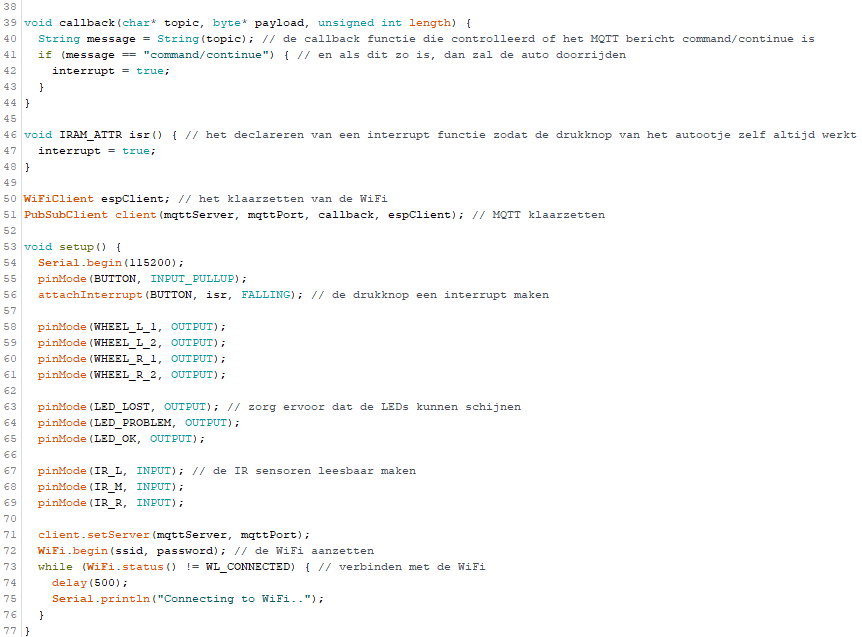 38
39 void callback(char* topic, byte* payload, unsigned int length) {
40   String message = String(topic); // de callback functie die controlleerd of het MQTT bericht command/continue is
41   if (message == "command/continue") { // en als dit zo is, dan zal de auto doorrijden
42     interrupt = true;
43   }
44 }
45
46 void IRAM_ATTR isr() { // het declareren van een interrupt functie zodat de drukknop van het autootje zelf altijd werkt
47   interrupt = true;
48 }
49
50 WiFiClient espClient; // het klaarzetten van de WiFi
51 PubSubClient client(mqttServer, mqttPort, callback, espClient); // MQTT klaarzetten
52
53 void setup() {
54   Serial.begin(115200);
55   pinMode(BUTTON, INPUT_PULLUP);
56   attachInterrupt(BUTTON, isr, FALLING); // de drukknop een interrupt maken
57
58   pinMode(WHEEL_L_1, OUTPUT);
59   pinMode(WHEEL_L_2, OUTPUT);
60   pinMode(WHEEL_R_1, OUTPUT);
61   pinMode(WHEEL_R_2, OUTPUT);
62
63   pinMode(LED_LOST, OUTPUT); // zorg ervoor dat de LEDs kunnen schijnen
64   pinMode(LED_PROBLEM, OUTPUT);
65   pinMode(LED_OK, OUTPUT);
66
67   pinMode(IR_L, INPUT); // de IR sensoren leesbaar maken
68   pinMode(IR_M, INPUT);
69   pinMode(IR_R, INPUT);
70
71   client.setServer(mqttServer, mqttPort);
72   WiFi.begin(ssid, password); // de WiFi aanzetten
73   while (WiFi.status() != WL_CONNECTED) { // verbinden met de WiFi
74     delay(500);
75     Serial.println("Connecting to WiFi..");
76   }
77 }